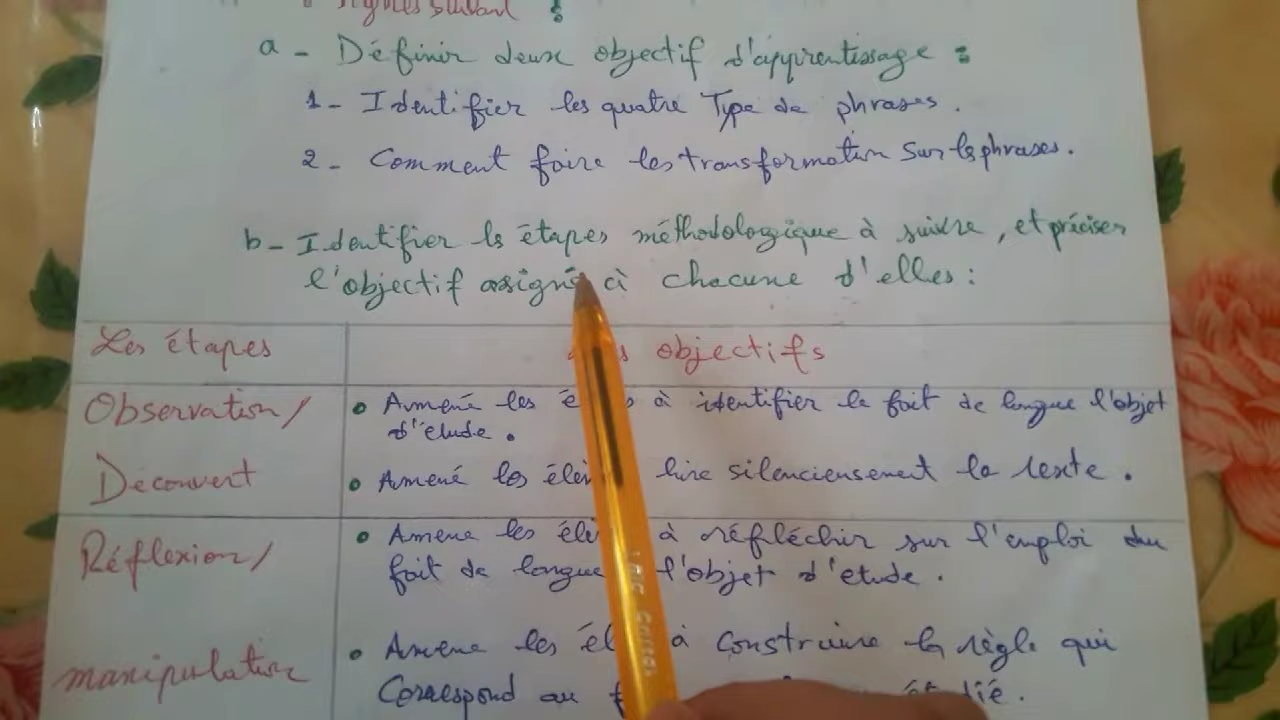 suivant :
a - Définir deux objectif d'apprentissage :
1 - Identifier les quatre Type de phrases.
2 - Comment faire les transformation sur les phrases.
b - Identifier les étapes méthodologique à suivre, et préciser
l'objectif assigné à chacune d'elles :
Les étapes
objectifs
Observation /
• Amené les à identifier le fait de langue l'objet
d'étude.
Découvert
• Amené les lire silencieusement le texte.
Réflexion /
• Amene les à réfléchir sur l'emploi du
fait de langue l'objet d'etude.
manipulation
• Amene les à construire la règle qui
Correspond au